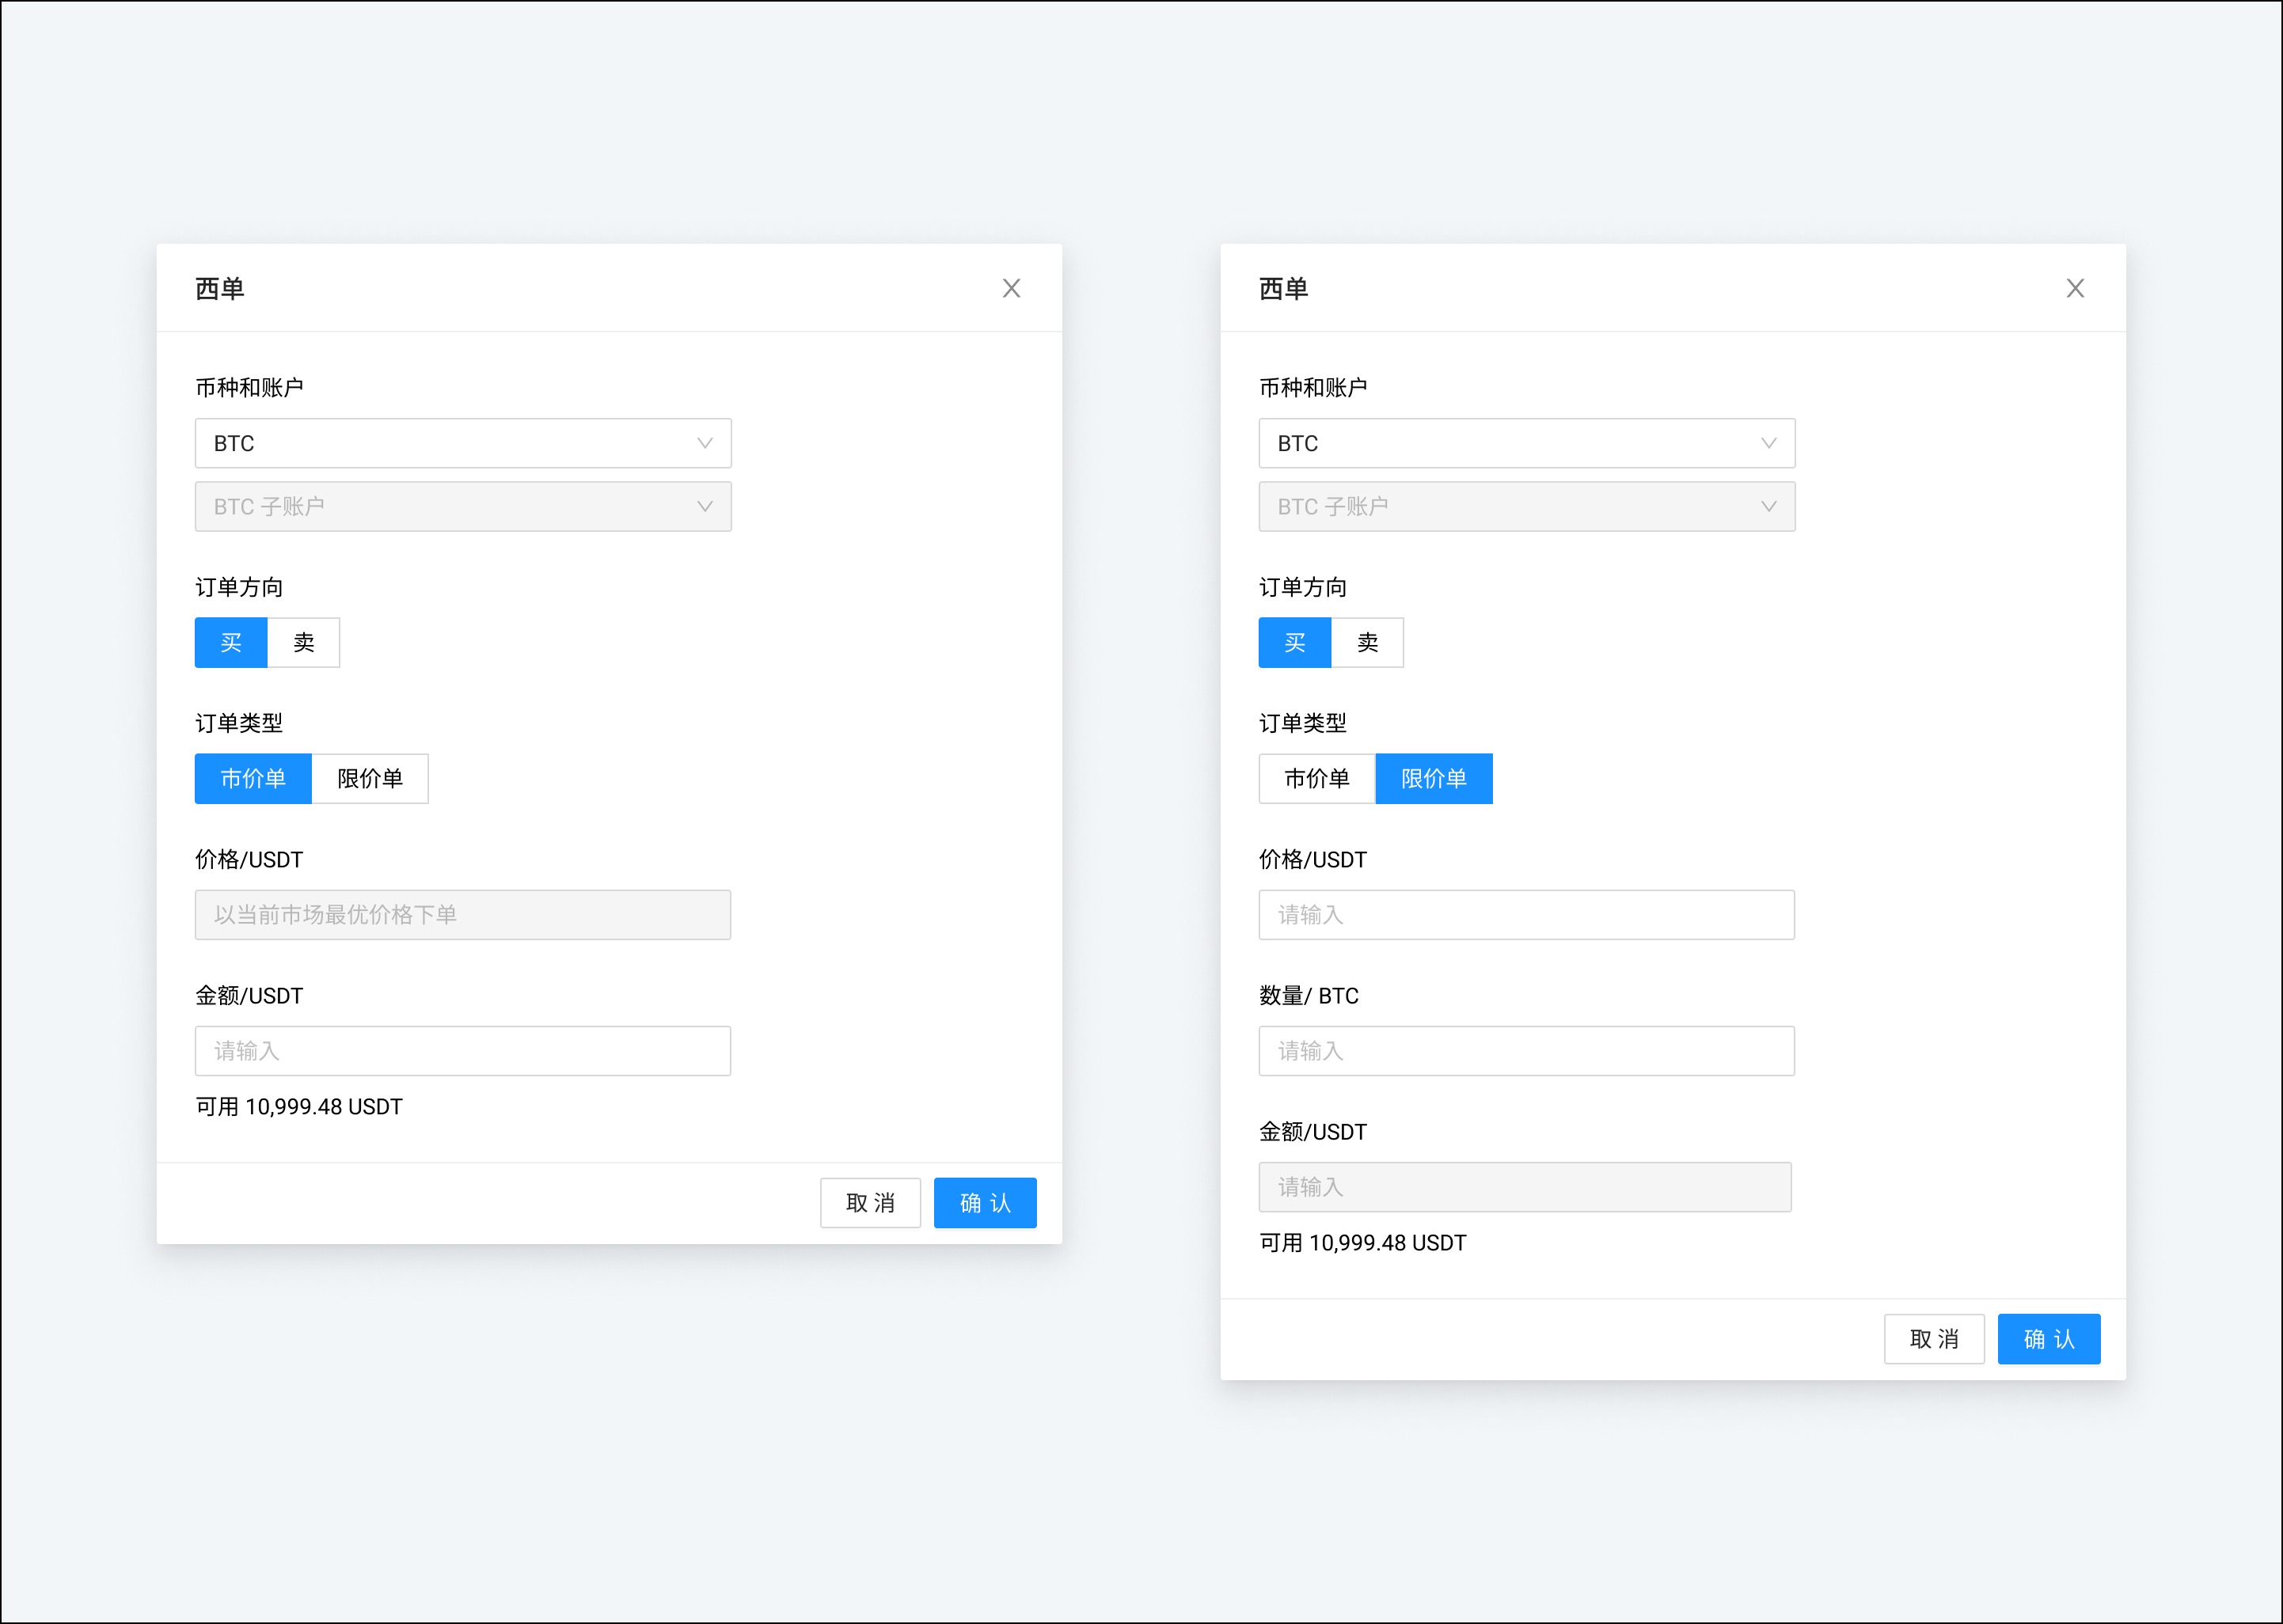 西单
币种和账户
BTC
BTC 子账户
订单方向
买 卖
订单类型
市价单 限价单
价格/USDT
以当前市场最优价格下单
金额/USDT
请输入
可用 10,999.48 USDT
取 消 确 认
西单
币种和账户
BTC
BTC 子账户
订单方向
买 卖
订单类型
市价单 限价单
价格/USDT
请输入
数量/ BTC
请输入
金额/USDT
请输入
可用 10,999.48 USDT
取 消 确 认